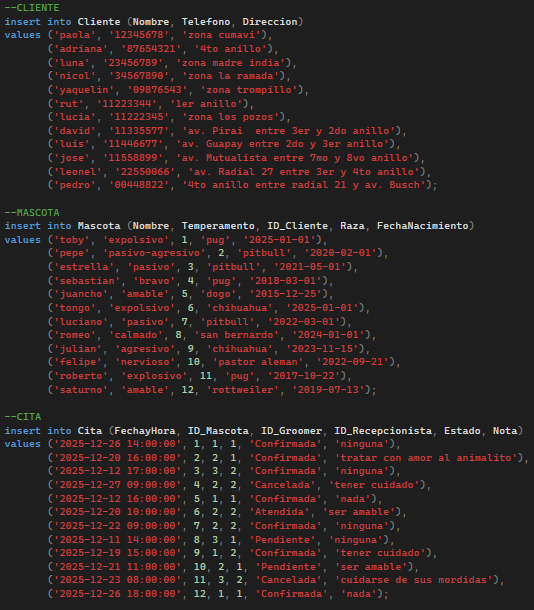 --CLIENTE
insert into Cliente (Nombre, Telefono, Direccion)
values ('paola', '12345678', 'zona cumavi'),
('adriana', '87654321', '4to anillo'),
('luna', '23456789', 'zona madre india'),
('nicol', '34567890', 'zona la ramada'),
('yaquelin', '09876543', 'zona trompillo'),
('rut', '11223344', '1er anillo'),
('lucia', '11222345', 'zona los pozos'),
('david', '11335577', 'av. Pirai  entre 3er y 2do anillo'),
('luis', '11446677', 'av. Guapay entre 2do y 3er anillo'),
('jose', '11558899', 'av. Mutualista entre 7mo y 8vo anillo'),
('leonel', '22550066', 'av. Radial 27 entre 3er y 4to anillo'),
('pedro', '00448822', '4to anillo entre radial 21 y av. Busch');
--MASCOTA
insert into Mascota (Nombre, Temperamento, ID_Cliente, Raza, FechaNacimiento)
values ('toby', 'expolsivo', 1, 'pug', '2025-01-01'),
('pepe', 'pasivo-agresivo', 2, 'pitbull', '2020-02-01'),
('estrella', 'pasivo', 3, 'pitbull', '2021-05-01'),
('sebastian', 'bravo', 4, 'pug', '2018-03-01'),
('juancho', 'amable', 5, 'dogo', '2015-12-25'),
('tongo', 'expolsivo', 6, 'chihuahua', '2025-01-01'),
('luciano', 'pasivo', 7, 'pitbull', '2022-03-01'),
('romeo', 'calmado', 8, 'san bernardo', '2024-01-01'),
('julian', 'agresivo', 9, 'chihuahua', '2023-11-15'),
('felipe', 'nervioso', 10, 'pastor aleman', '2022-09-21'),
('roberto', 'explosivo', 11, 'pug', '2017-10-22'),
('saturno', 'amable', 12, 'rottweiler', '2019-07-13');
--CITA
insert into Cita (FechayHora, ID_Mascota, ID_Groomer, ID_Recepcionista, Estado, Nota)
values ('2025-12-26 14:00:00', 1, 1, 1, 'Confirmada', 'ninguna'),
('2025-12-20 16:00:00', 2, 2, 1, 'Confirmada', 'tratar con amor al animalito'),
('2025-12-12 17:00:00', 3, 3, 2, 'Confirmada', 'ninguna'),
('2025-12-27 09:00:00', 4, 2, 2, 'Cancelada', 'tener cuidado'),
('2025-12-12 16:00:00', 5, 1, 1, 'Confirmada', 'nada'),
('2025-12-20 10:00:00', 6, 2, 2, 'Atendida', 'ser amable'),
('2025-12-22 09:00:00', 7, 2, 2, 'Confirmada', 'ninguna'),
('2025-12-11 14:00:00', 8, 3, 1, 'Pendiente', 'ninguna'),
('2025-12-19 15:00:00', 9, 1, 2, 'Confirmada', 'tener cuidado'),
('2025-12-21 11:00:00', 10, 2, 1, 'Pendiente', 'ser amable'),
('2025-12-23 08:00:00', 11, 3, 2, 'Cancelada', 'cuidarse de sus mordidas'),
('2025-12-26 18:00:00', 12, 1, 1, 'Confirmada', 'nada');